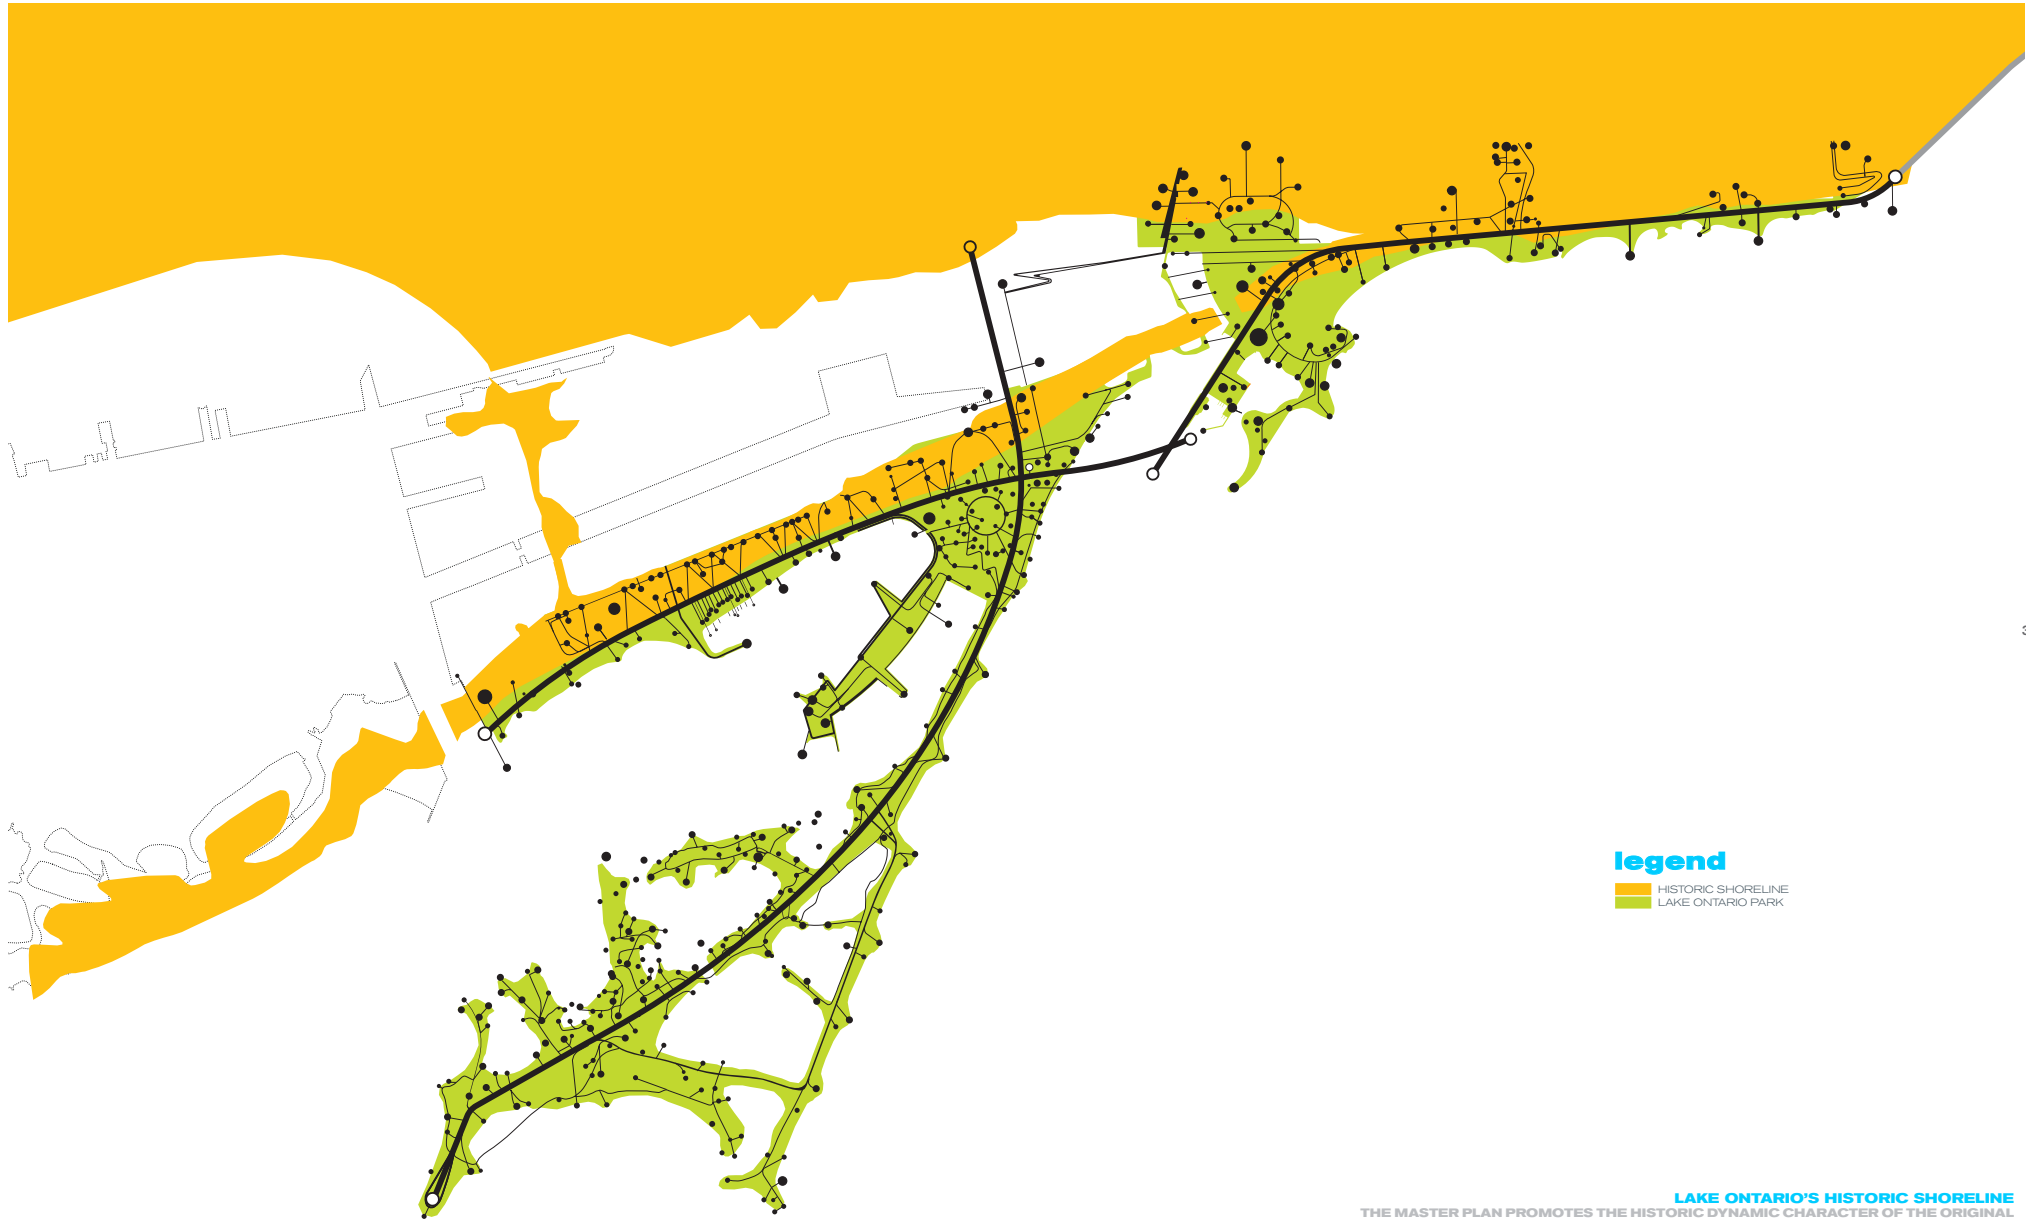 legend
HISTORIC SHORELINE
LAKE ONTARIO PARK
LAKE ONTARIO'S HISTORIC SHORELINE
THE MASTER PLAN PROMOTES THE HISTORIC DYNAMIC CHARACTER OF THE ORIGINAL